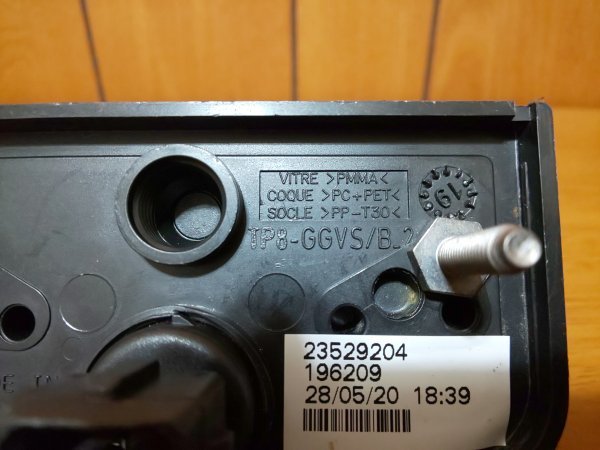 VITRE >PMMA<
COQUE >PC+PET<
SOCLE >PP-T30<
19
TP8-GGVS/B_2
E IN
23529204
196209
28/05/20 18:39